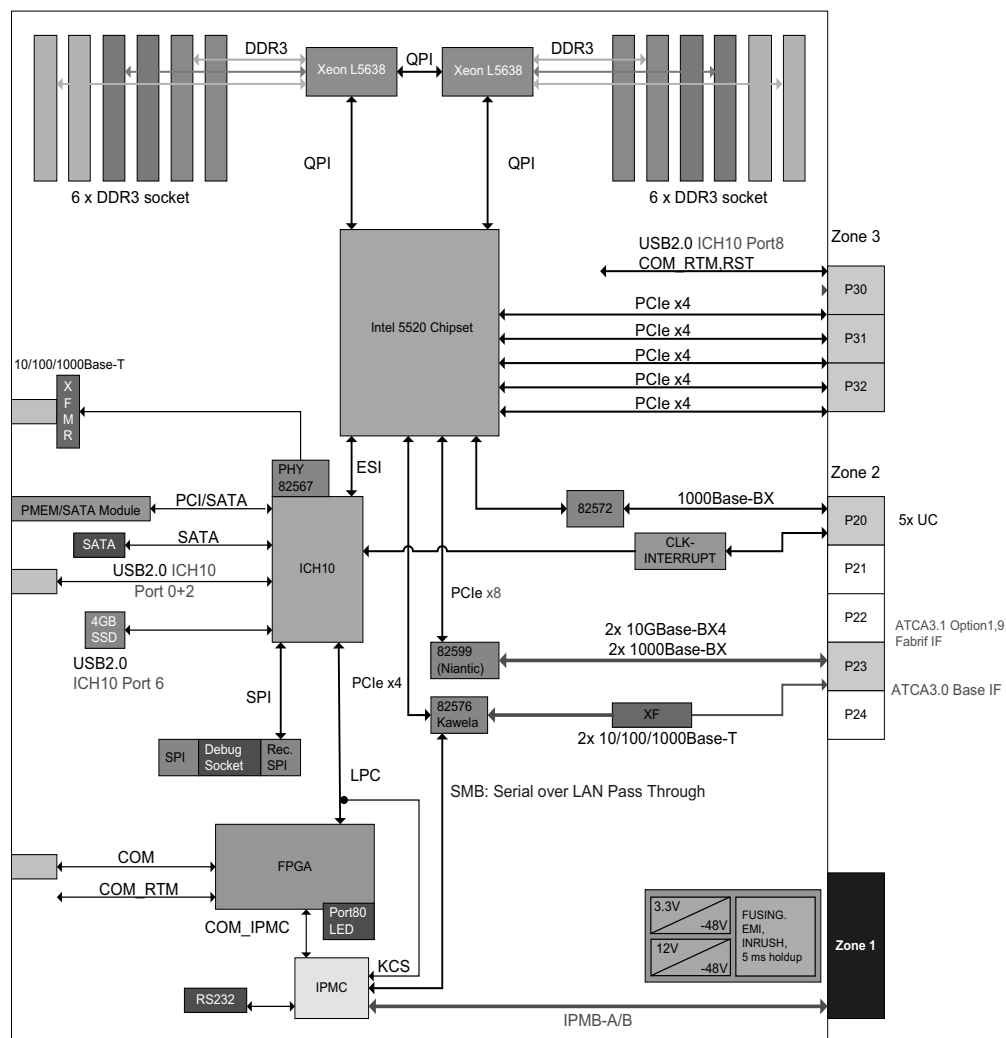 DDR3
QPI
DDR3
Xeon L5638
Xeon L5638
QPI
QPI
6 x DDR3 socket
6 x DDR3 socket
Zone 3
USB2.0 ICH10 Port8
COM_RTM,RST
P30
PCIe x4
Intel 5520 Chipset
PCIe x4
P31
PCIe x4
PCIe x4
P32
PCIe x4
10/100/1000Base-T
X
F
M
R
ESI
PHY
82567
Zone 2
PCI/SATA
1000Base-BX
PMEM/SATA Module
82572
P20
5x UC
SATA
SATA
CLK-
INTERRUPT
ICH10
USB2.0 ICH10
Port 0+2
P21
PCIe x8
4GB
SSD
P22
ATCA3.1 Option1,9
Fabrif IF
2x 10GBase-BX4
2x 1000Base-BX
82599
(Niantic)
P23
USB2.0
ICH10 Port 6
PCIe x4
ATCA3.0 Base IF
SPI
82576
Kawela
XF
P24
2x 10/100/1000Base-T
SPI
Debug
Socket
Rec.
SPI
LPC
SMB: Serial over LAN Pass Through
COM
FPGA
COM_RTM
Port80
LED
COM_IPMC
3.3V
-48V
12V
-48V
FUSING.
EMI,
INRUSH,
5 ms holdup
Zone 1
KCS
IPMC
RS232
IPMB-A/B